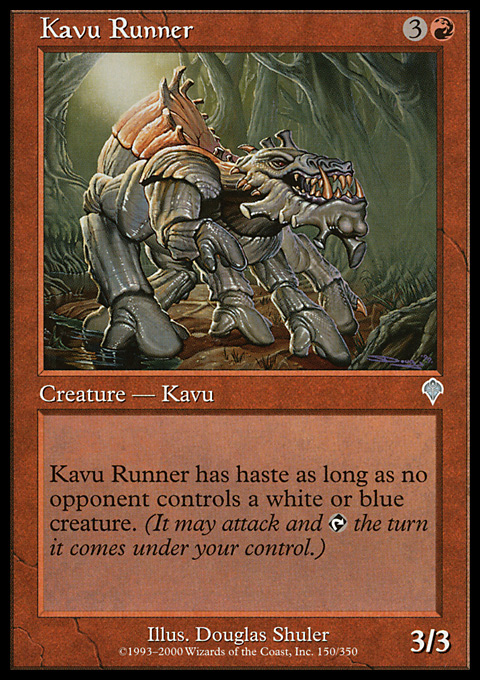 Kavu Runner 3
Creature — Kavu
Kavu Runner has haste as long as no
opponent controls a white or blue
creature. (It may attack and the turn
it comes under your control.)
Illus. Douglas Shuler
3/3
©1993–2000 Wizards of the Coast, Inc. 150/350